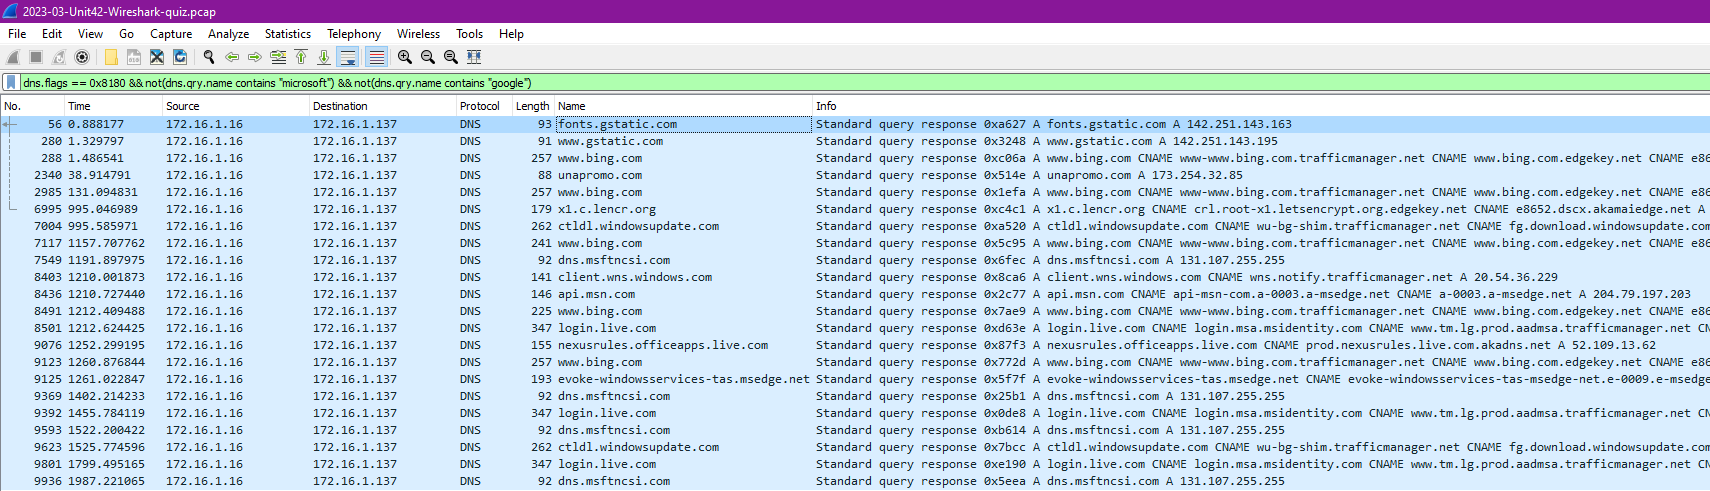 2023-03-Unit42-Wireshark-quiz.pcap
File Edit View Go Capture Analyze Statistics Telephony Wireless Tools Help
dns.flags == 0x8180 && not(dns.qry.name contains "microsoft") && not(dns.qry.name contains "google")
No. Time Source Destination Protocol Length Name Info
56 0.888177 172.16.1.16 172.16.1.137 DNS 93 fonts.gstatic.com Standard query response 0xa627 A fonts.gstatic.com A 142.251.143.163
280 1.329797 172.16.1.16 172.16.1.137 DNS 91 www.gstatic.com Standard query response 0x3248 A www.gstatic.com A 142.251.143.195
288 1.486541 172.16.1.16 172.16.1.137 DNS 257 www.bing.com Standard query response 0xc06a A www.bing.com CNAME www-www.bing.com.trafficmanager.net CNAME www.bing.com.edgekey.net CNAME e86
2340 38.914791 172.16.1.16 172.16.1.137 DNS 88 unapromo.com Standard query response 0x514e A unapromo.com A 173.254.32.85
2985 131.094831 172.16.1.16 172.16.1.137 DNS 257 www.bing.com Standard query response 0x1efa A www.bing.com CNAME www-www.bing.com.trafficmanager.net CNAME www.bing.com.edgekey.net CNAME e86
6995 995.046989 172.16.1.16 172.16.1.137 DNS 179 x1.c.lencr.org Standard query response 0xc4c1 A x1.c.lencr.org CNAME crl.root-x1.letsencrypt.org.edgekey.net CNAME e8652.dscx.akamaiedge.net A
7004 995.585971 172.16.1.16 172.16.1.137 DNS 262 ctldl.windowsupdate.com Standard query response 0xa520 A ctldl.windowsupdate.com CNAME wu-bg-shim.trafficmanager.net CNAME fg.download.windowsupdate.com
7117 1157.707762 172.16.1.16 172.16.1.137 DNS 241 www.bing.com Standard query response 0x5c95 A www.bing.com CNAME www-www.bing.com.trafficmanager.net CNAME www.bing.com.edgekey.net CNAME e86
7549 1191.897975 172.16.1.16 172.16.1.137 DNS 92 dns.msftncsi.com Standard query response 0x6fec A dns.msftncsi.com A 131.107.255.255
8403 1210.001873 172.16.1.16 172.16.1.137 DNS 141 client.wns.windows.com Standard query response 0x8ca6 A client.wns.windows.com CNAME wns.notify.trafficmanager.net A 20.54.36.229
8436 1210.727440 172.16.1.16 172.16.1.137 DNS 146 api.msn.com Standard query response 0x2c77 A api.msn.com CNAME api-msn-com.a-0003.a-msedge.net CNAME a-0003.a-msedge.net A 204.79.197.203
8491 1212.409488 172.16.1.16 172.16.1.137 DNS 225 www.bing.com Standard query response 0x7ae9 A www.bing.com CNAME www-www.bing.com.trafficmanager.net CNAME www.bing.com.edgekey.net CNAME e86
8501 1212.624425 172.16.1.16 172.16.1.137 DNS 347 login.live.com Standard query response 0xd63e A login.live.com CNAME login.msa.msidentity.com CNAME www.tm.lg.prod.aadmsa.trafficmanager.net CN
9076 1252.299195 172.16.1.16 172.16.1.137 DNS 155 nexusrules.officeapps.live.com Standard query response 0x87f3 A nexusrules.officeapps.live.com CNAME prod.nexusrules.live.com.akadns.net A 52.109.13.62
9123 1260.876844 172.16.1.16 172.16.1.137 DNS 257 www.bing.com Standard query response 0x772d A www.bing.com CNAME www-www.bing.com.trafficmanager.net CNAME www.bing.com.edgekey.net CNAME e86
9125 1261.022847 172.16.1.16 172.16.1.137 DNS 193 evoke-windowsservices-tas.msedge.net Standard query response 0x5f7f A evoke-windowsservices-tas.msedge.net CNAME evoke-windowsservices-tas-msedge-net.e-0009.e-msedge
9369 1402.214233 172.16.1.16 172.16.1.137 DNS 92 dns.msftncsi.com Standard query response 0x25b1 A dns.msftncsi.com A 131.107.255.255
9392 1455.784119 172.16.1.16 172.16.1.137 DNS 347 login.live.com Standard query response 0x0de8 A login.live.com CNAME login.msa.msidentity.com CNAME www.tm.lg.prod.aadmsa.trafficmanager.net CN
9593 1522.200422 172.16.1.16 172.16.1.137 DNS 92 dns.msftncsi.com Standard query response 0xb614 A dns.msftncsi.com A 131.107.255.255
9623 1525.774596 172.16.1.16 172.16.1.137 DNS 262 ctldl.windowsupdate.com Standard query response 0x7bcc A ctldl.windowsupdate.com CNAME wu-bg-shim.trafficmanager.net CNAME fg.download.windowsupdate.com
9801 1799.495165 172.16.1.16 172.16.1.137 DNS 347 login.live.com Standard query response 0xe190 A login.live.com CNAME login.msa.msidentity.com CNAME www.tm.lg.prod.aadmsa.trafficmanager.net CN
9936 1987.221065 172.16.1.16 172.16.1.137 DNS 92 dns.msftncsi.com Standard query response 0x5eea A dns.msftncsi.com A 131.107.255.255